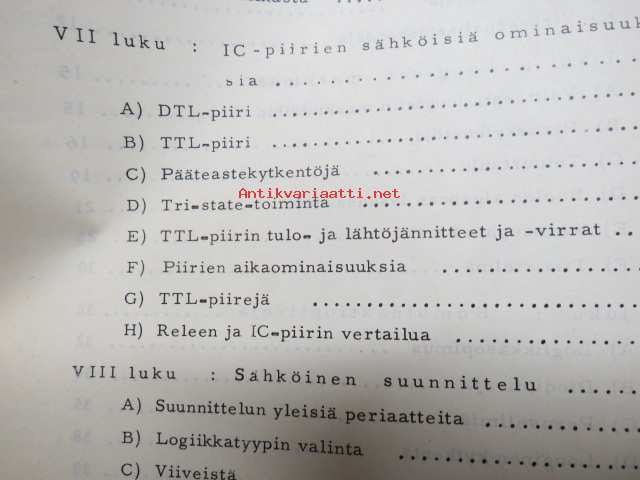 VII luku : IC-piirien sähköisiä ominaisuuk
sia ............................
A) DTL-piiri ............................
B) TTL-piiri ............................
C) Pääteastekytkentöjä ......................
Antikvariaatti.net
D) Tri-state-toiminta ......................
E) TTL-piirin tulo- ja lähtöjännitteet ja -virrat ....
F) Piirien aikaominaisuuksia ..................
G) TTL-piirejä ......................
H) Releen ja IC-piirin vertailua ................
VIII luku : Sähköinen suunnittelu ........
A) Suunnittelun yleisiä periaatteita ............
B) Logiikkatyypin valinta ................
C) Viiveistä